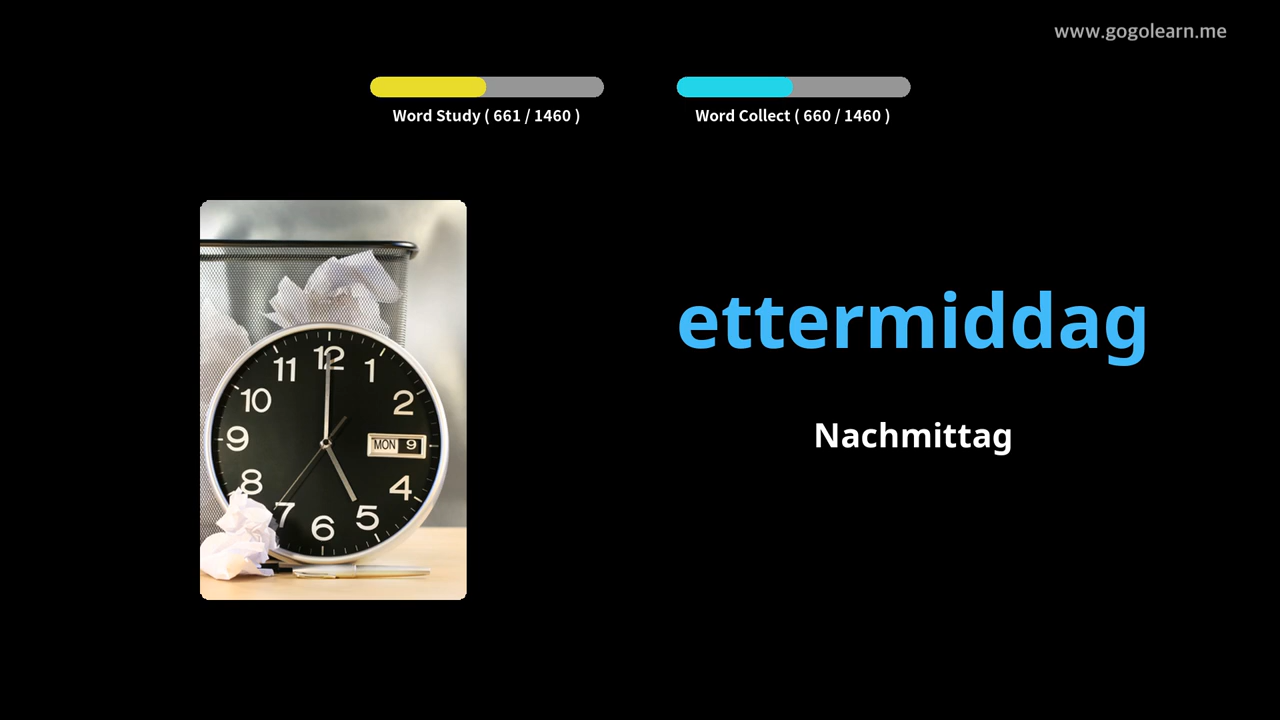 www.gogolearn.me
Word Study ( 661 / 1460 )
Word Collect ( 660 / 1460 )
ettermiddag
Nachmittag
12
11
1
10
2
9
MON 9
8
4
7
5
6